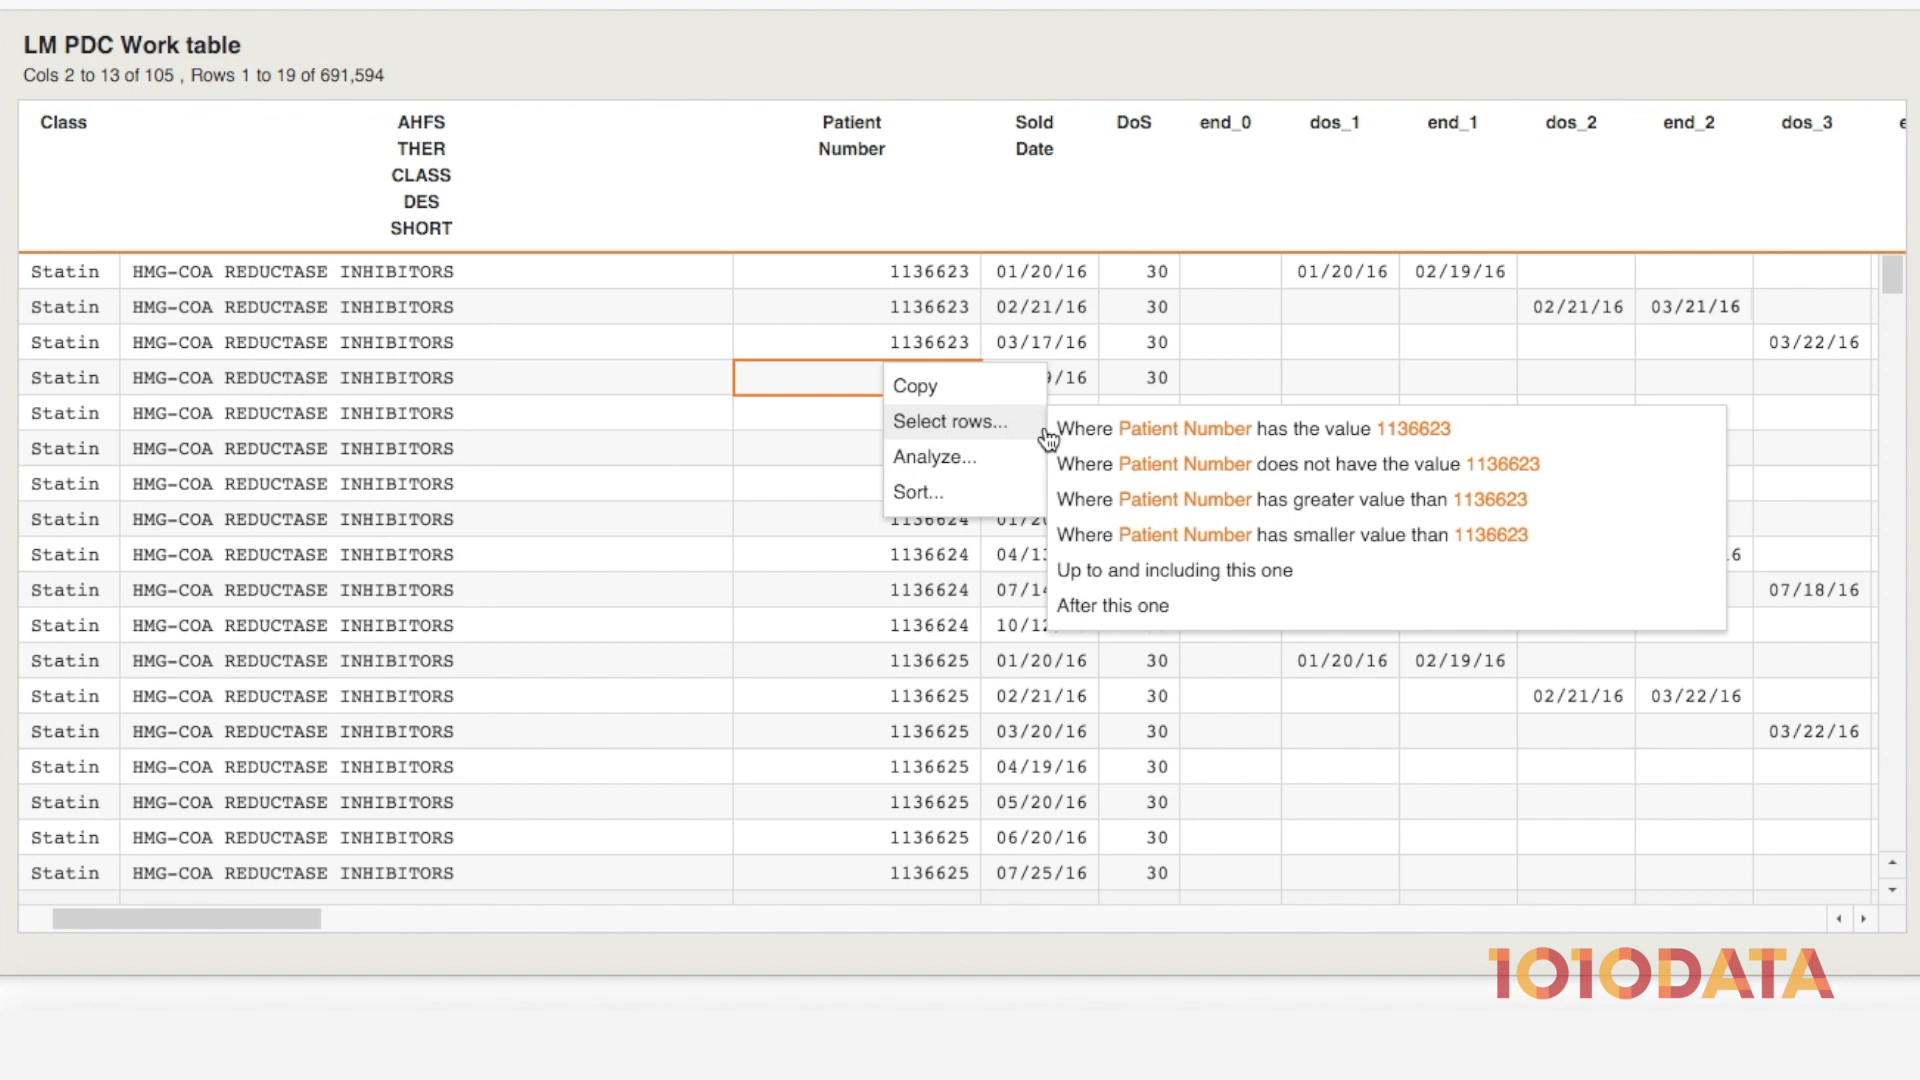 LM PDC Work table
Cols 2 to 13 of 105 , Rows 1 to 19 of 691,594
Class AHFS THER CLASS DES SHORT Patient Number Sold Date DoS end_0 dos_1 end_1 dos_2 end_2 dos_3
Statin HMG-COA REDUCTASE INHIBITORS 1136623 01/20/16 30 01/20/16 02/19/16
Statin HMG-COA REDUCTASE INHIBITORS 1136623 02/21/16 30 02/21/16 03/21/16
Statin HMG-COA REDUCTASE INHIBITORS 1136623 03/17/16 30 03/22/16
Statin HMG-COA REDUCTASE INHIBITORS /16 30
Statin HMG-COA REDUCTASE INHIBITORS
Statin HMG-COA REDUCTASE INHIBITORS
Statin HMG-COA REDUCTASE INHIBITORS
Statin HMG-COA REDUCTASE INHIBITORS 1136624 01/20
Statin HMG-COA REDUCTASE INHIBITORS 1136624 04/1 6
Statin HMG-COA REDUCTASE INHIBITORS 1136624 07/14 07/18/16
Statin HMG-COA REDUCTASE INHIBITORS 1136624 10/12
Statin HMG-COA REDUCTASE INHIBITORS 1136625 01/20/16 30 01/20/16 02/19/16
Statin HMG-COA REDUCTASE INHIBITORS 1136625 02/21/16 30 02/21/16 03/22/16
Statin HMG-COA REDUCTASE INHIBITORS 1136625 03/20/16 30 03/22/16
Statin HMG-COA REDUCTASE INHIBITORS 1136625 04/19/16 30
Statin HMG-COA REDUCTASE INHIBITORS 1136625 05/20/16 30
Statin HMG-COA REDUCTASE INHIBITORS 1136625 06/20/16 30
Statin HMG-COA REDUCTASE INHIBITORS 1136625 07/25/16 30
Copy
Select rows...
Analyze...
Sort...
Where Patient Number has the value 1136623
Where Patient Number does not have the value 1136623
Where Patient Number has greater value than 1136623
Where Patient Number has smaller value than 1136623
Up to and including this one
After this one
1010DATA